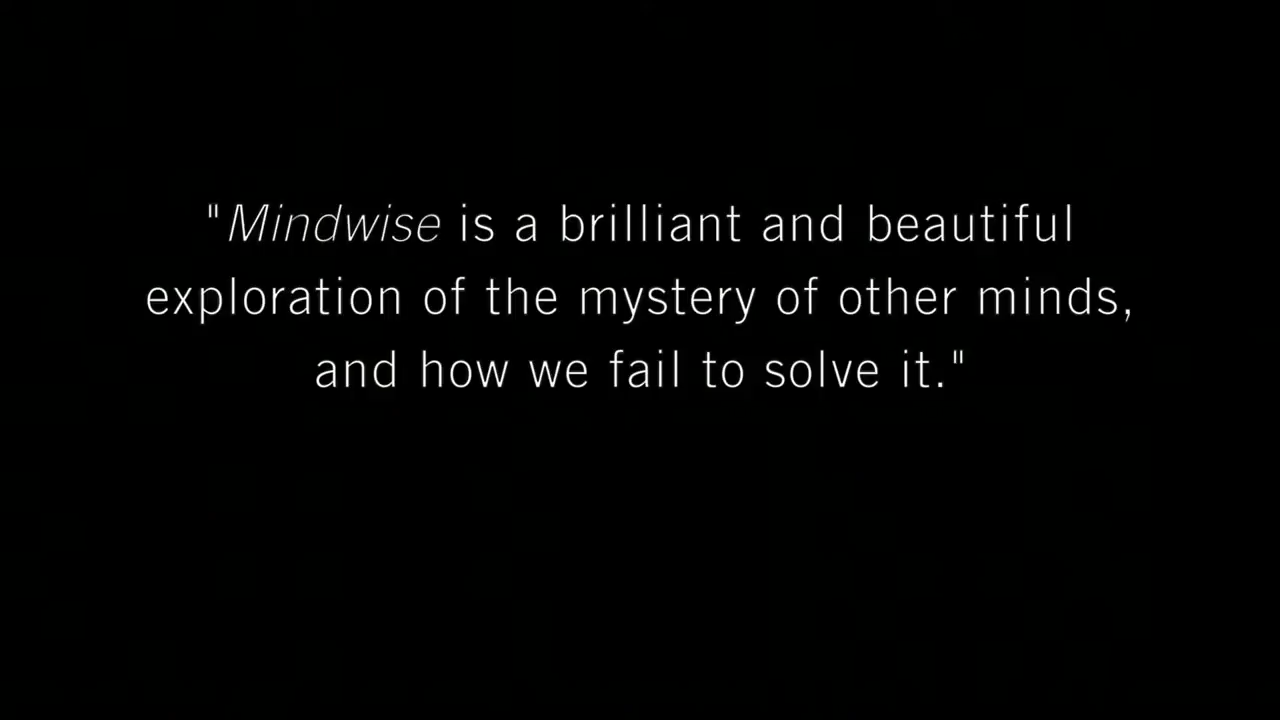 "Mindwise is a brilliant and beautiful
exploration of the mystery of other minds,
and how we fail to solve it."